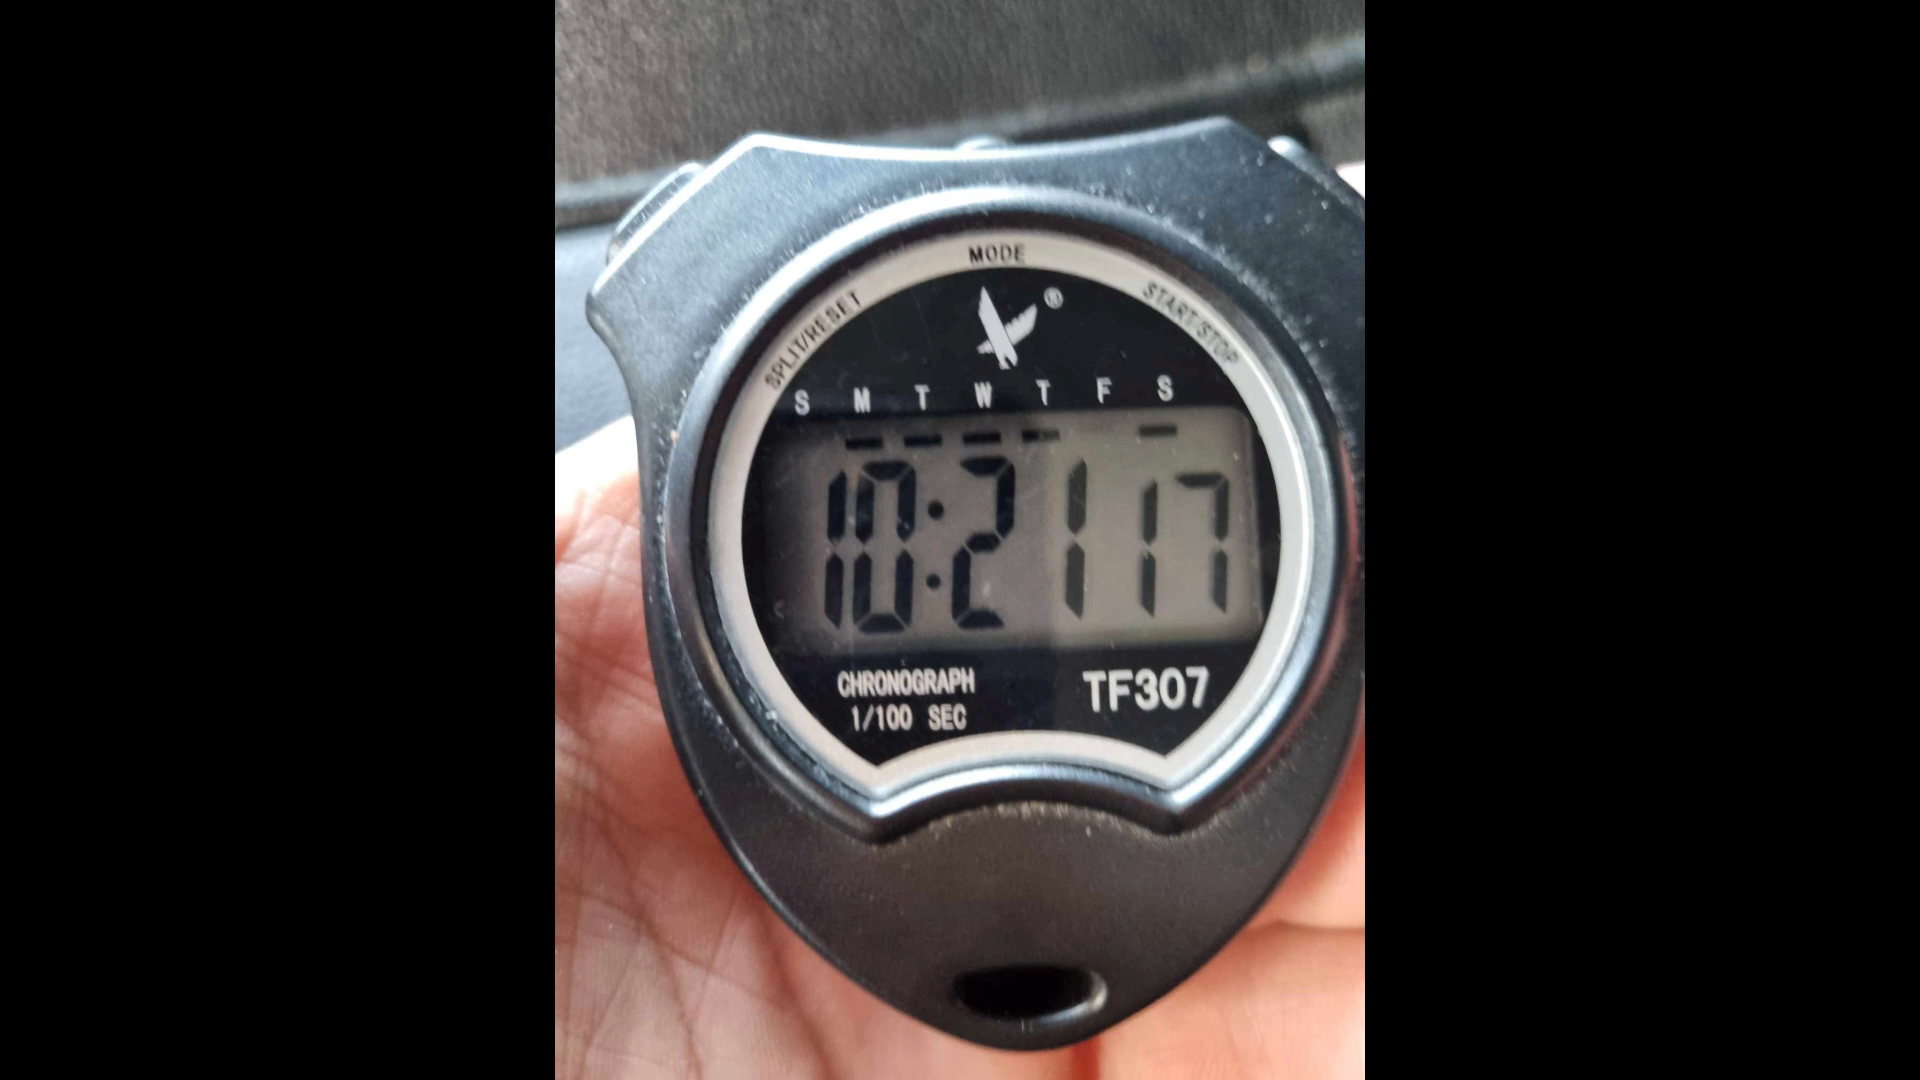 MODE
SPLIT/RESET
START/STOP
®
S M T W T F S
10:21 17
CHRONOGRAPH
1/100 SEC
TF307